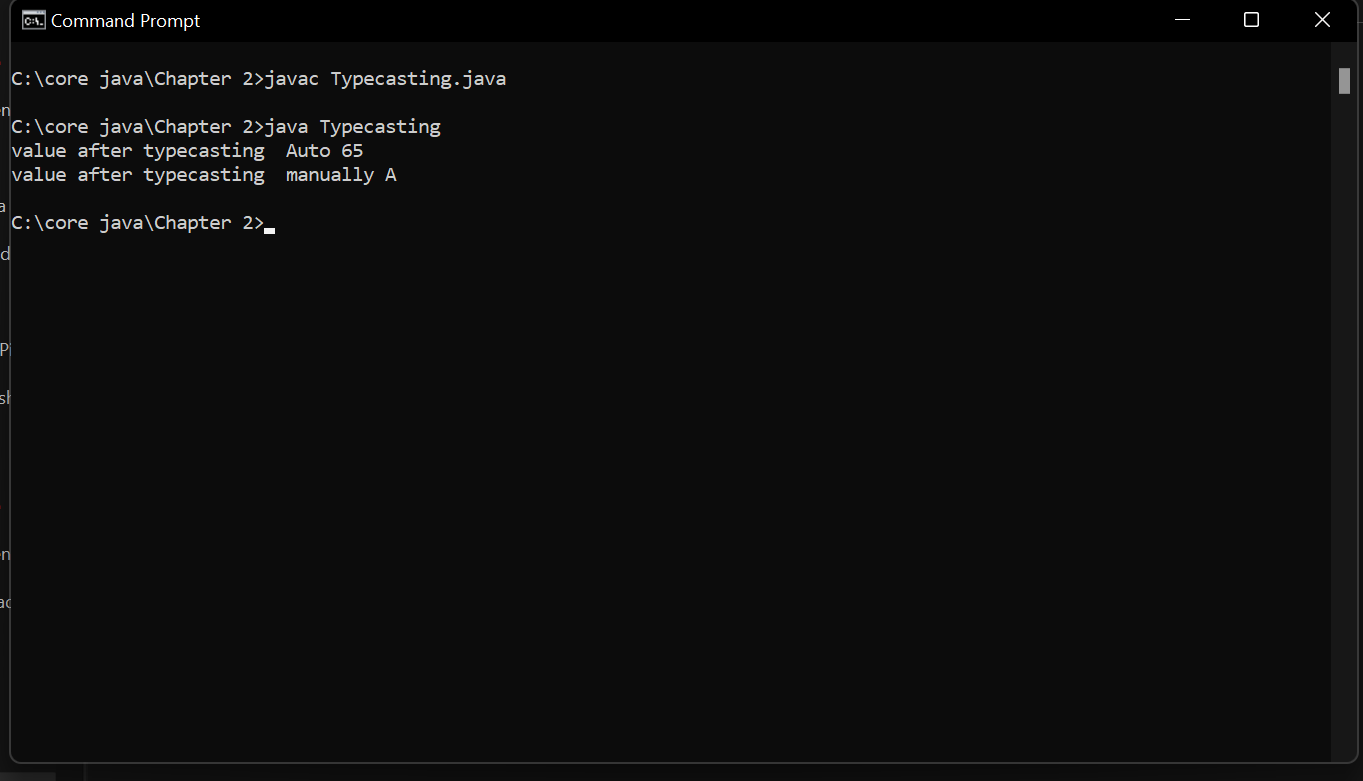 Command Prompt
C:\core java\Chapter 2>javac Typecasting.java
C:\core java\Chapter 2>java Typecasting
value after typecasting  Auto 65
value after typecasting  manually A
C:\core java\Chapter 2>